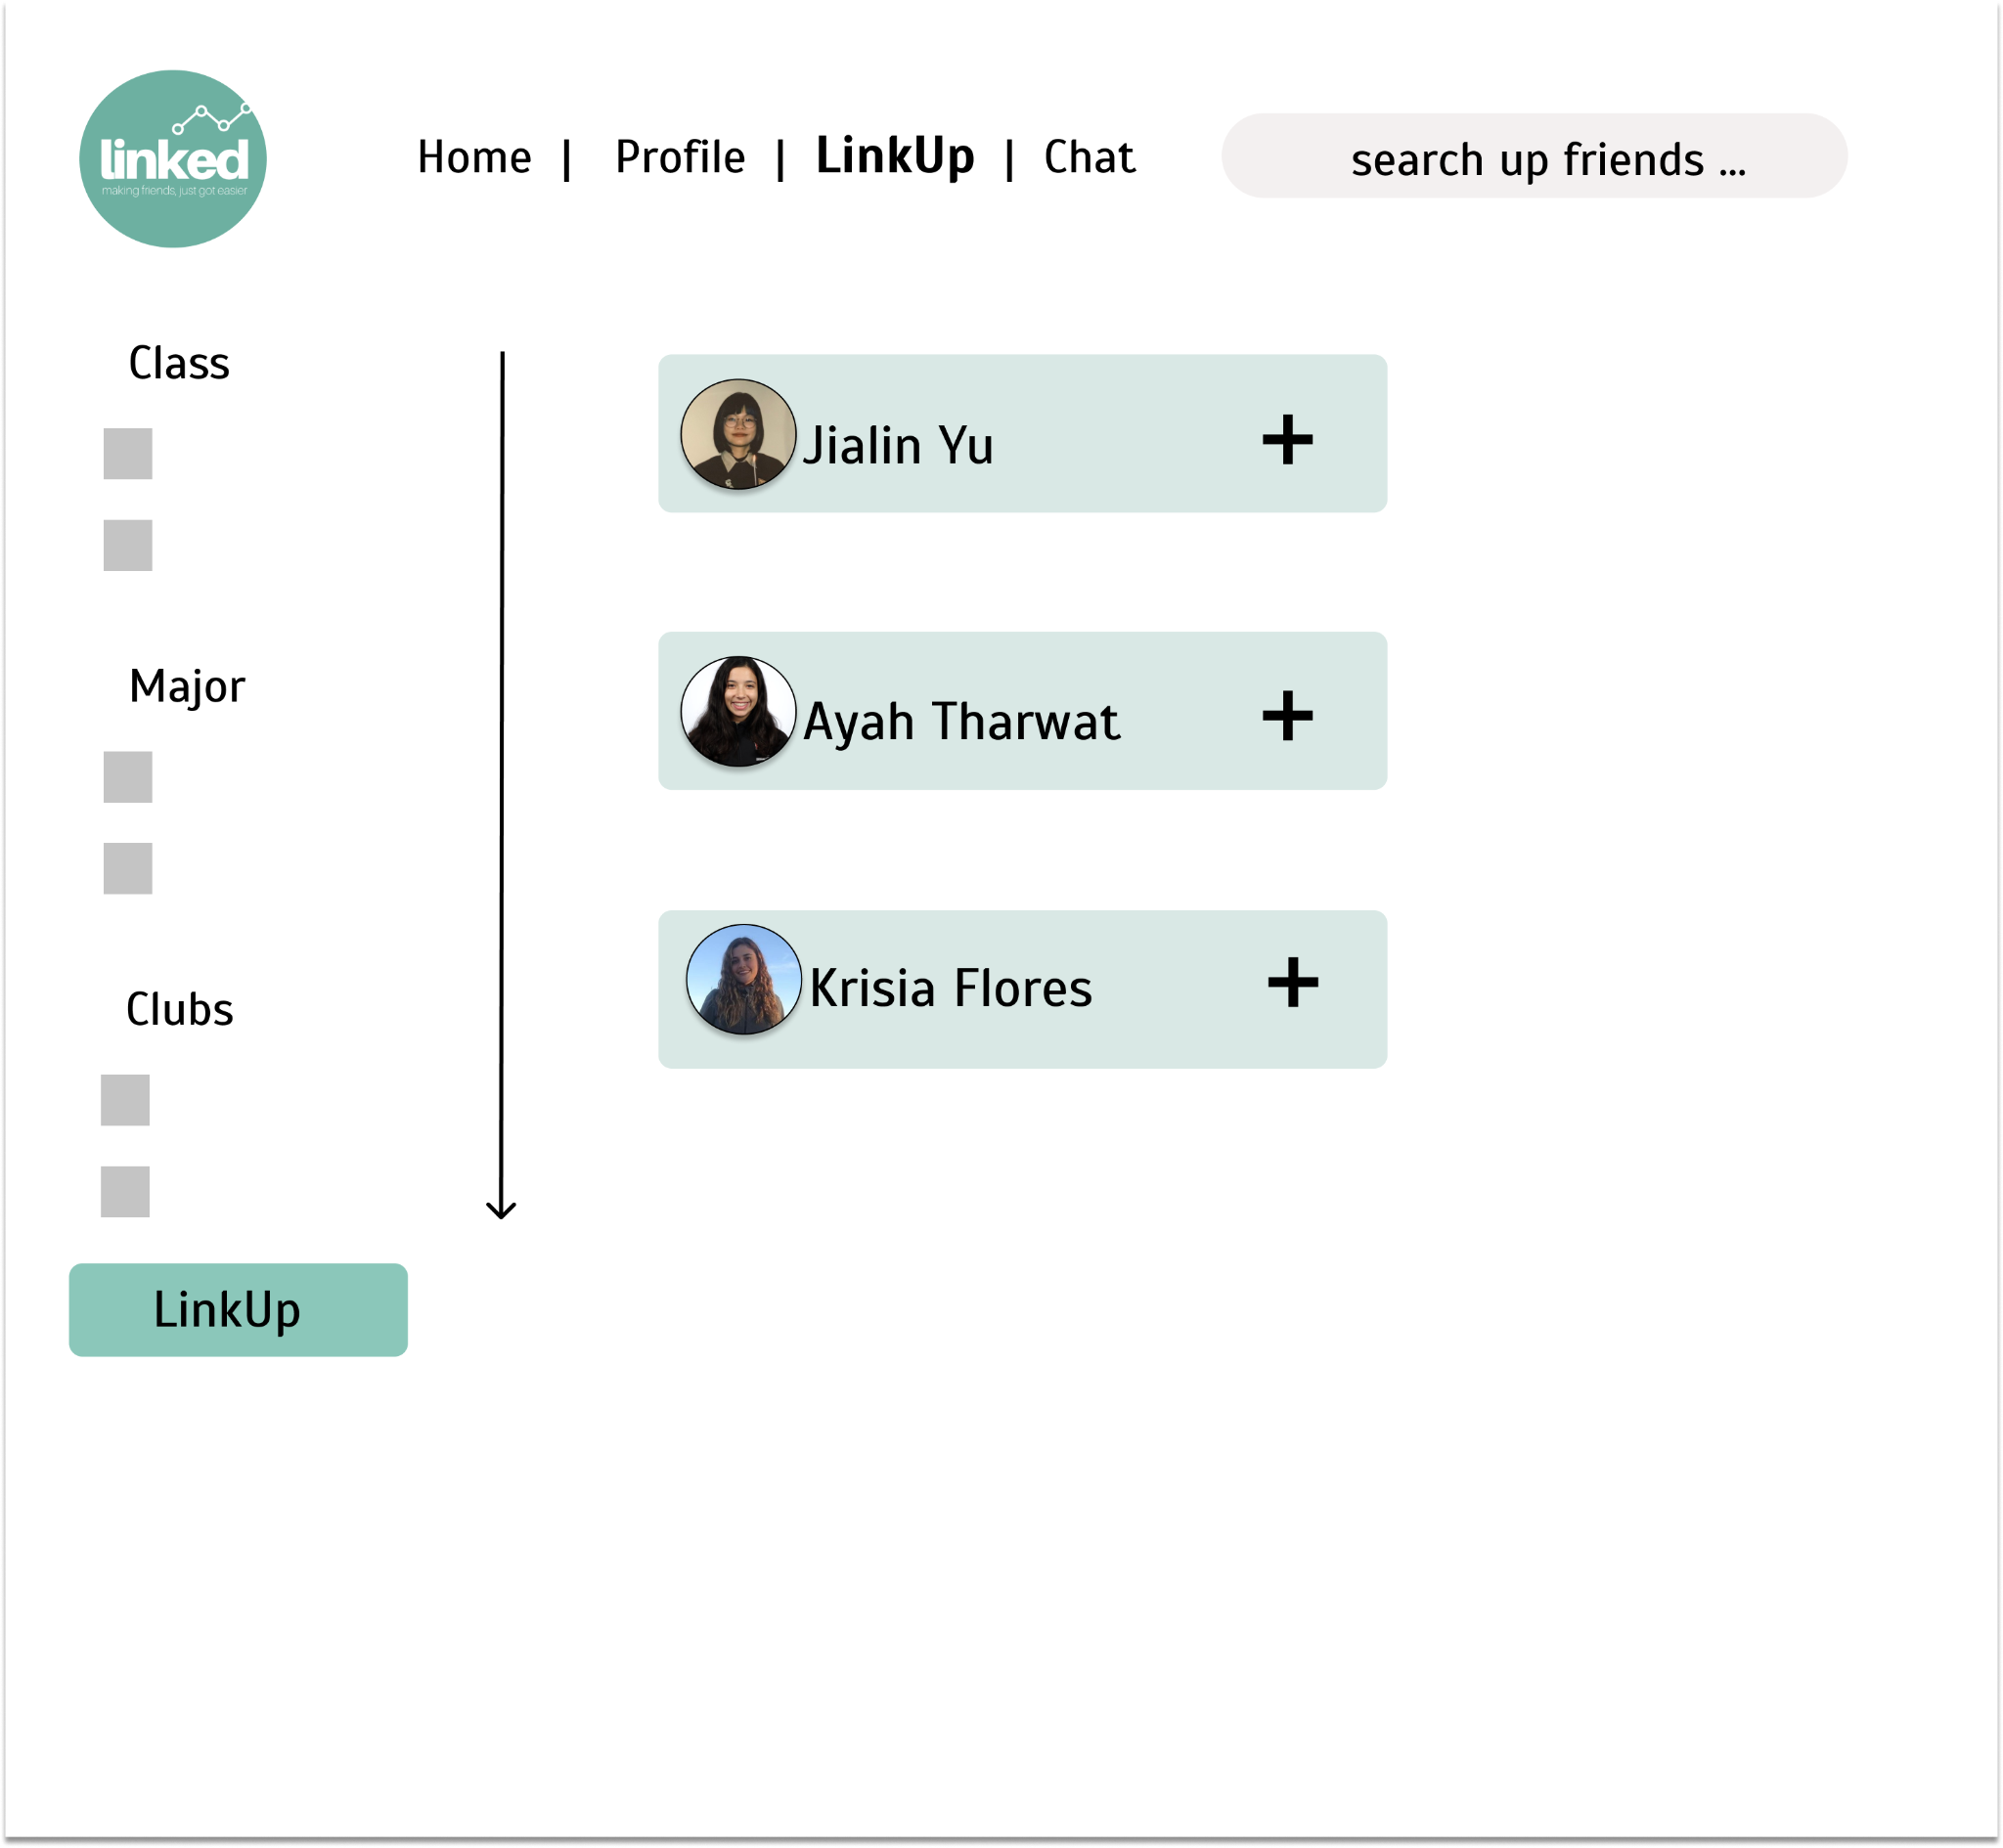 linked
making friends, just got easier
Home | Profile | LinkUp | Chat
search up friends ...
Class
Major
Clubs
LinkUp
Jialin Yu +
Ayah Tharwat +
Krisia Flores +